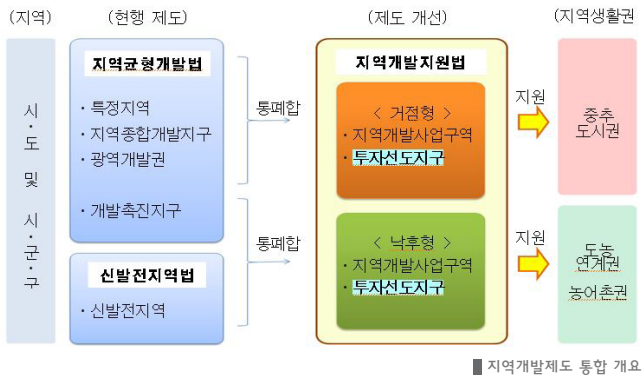 (지역)
(현행 제도)
(제도 개선)
(지역생활권
시·도 및 시·군·구
지역균형개발법
· 특정지역
· 지역종합개발지구
· 광역개발권
· 개발촉진지구
신발전지역법
· 신발전지역
통폐합
통폐합
지역개발지원법
< 거점형 >
· 지역개발사업구역
· 투자선도지구
< 낙후형 >
· 지역개발사업구역
· 투자선도지구
지원
지원
중추
도시권
도농
연계권
농어촌권
지역개발제도 통합 개요